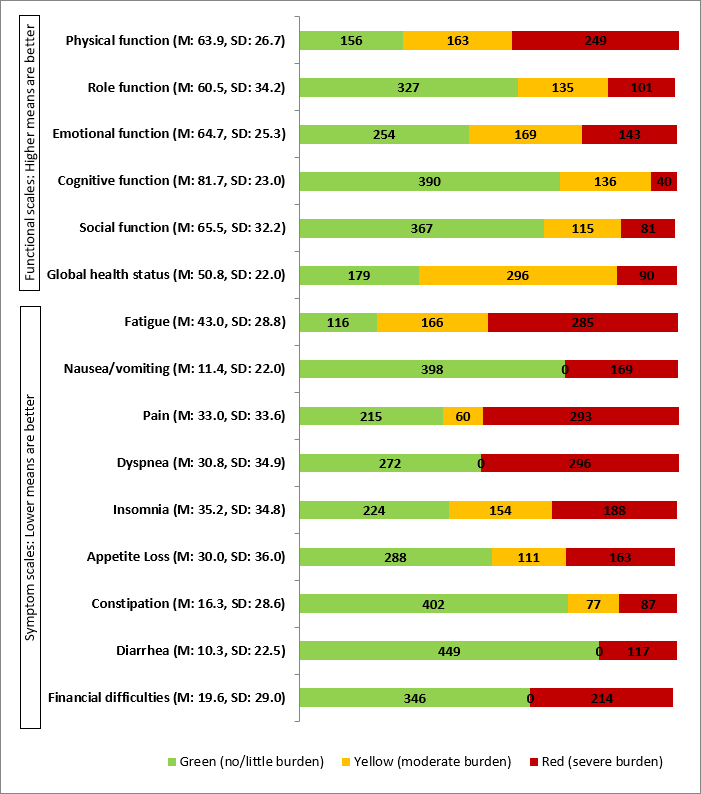 Functional scales: Higher means are better
Physical function (M: 63.9, SD: 26.7) 156 163 249
Role function (M: 60.5, SD: 34.2) 327 135 101
Emotional function (M: 64.7, SD: 25.3) 254 169 143
Cognitive function (M: 81.7, SD: 23.0) 390 136 40
Social function (M: 65.5, SD: 32.2) 367 115 81
Global health status (M: 50.8, SD: 22.0) 179 296 90
Symptom scales: Lower means are better
Fatigue (M: 43.0, SD: 28.8) 116 166 285
Nausea/vomiting (M: 11.4, SD: 22.0) 398 0 169
Pain (M: 33.0, SD: 33.6) 215 60 293
Dyspnea (M: 30.8, SD: 34.9) 272 0 296
Insomnia (M: 35.2, SD: 34.8) 224 154 188
Appetite Loss (M: 30.0, SD: 36.0) 288 111 163
Constipation (M: 16.3, SD: 28.6) 402 77 87
Diarrhea (M: 10.3, SD: 22.5) 449 0 117
Financial difficulties (M: 19.6, SD: 29.0) 346 0 214
Green (no/little burden) Yellow (moderate burden) Red (severe burden)